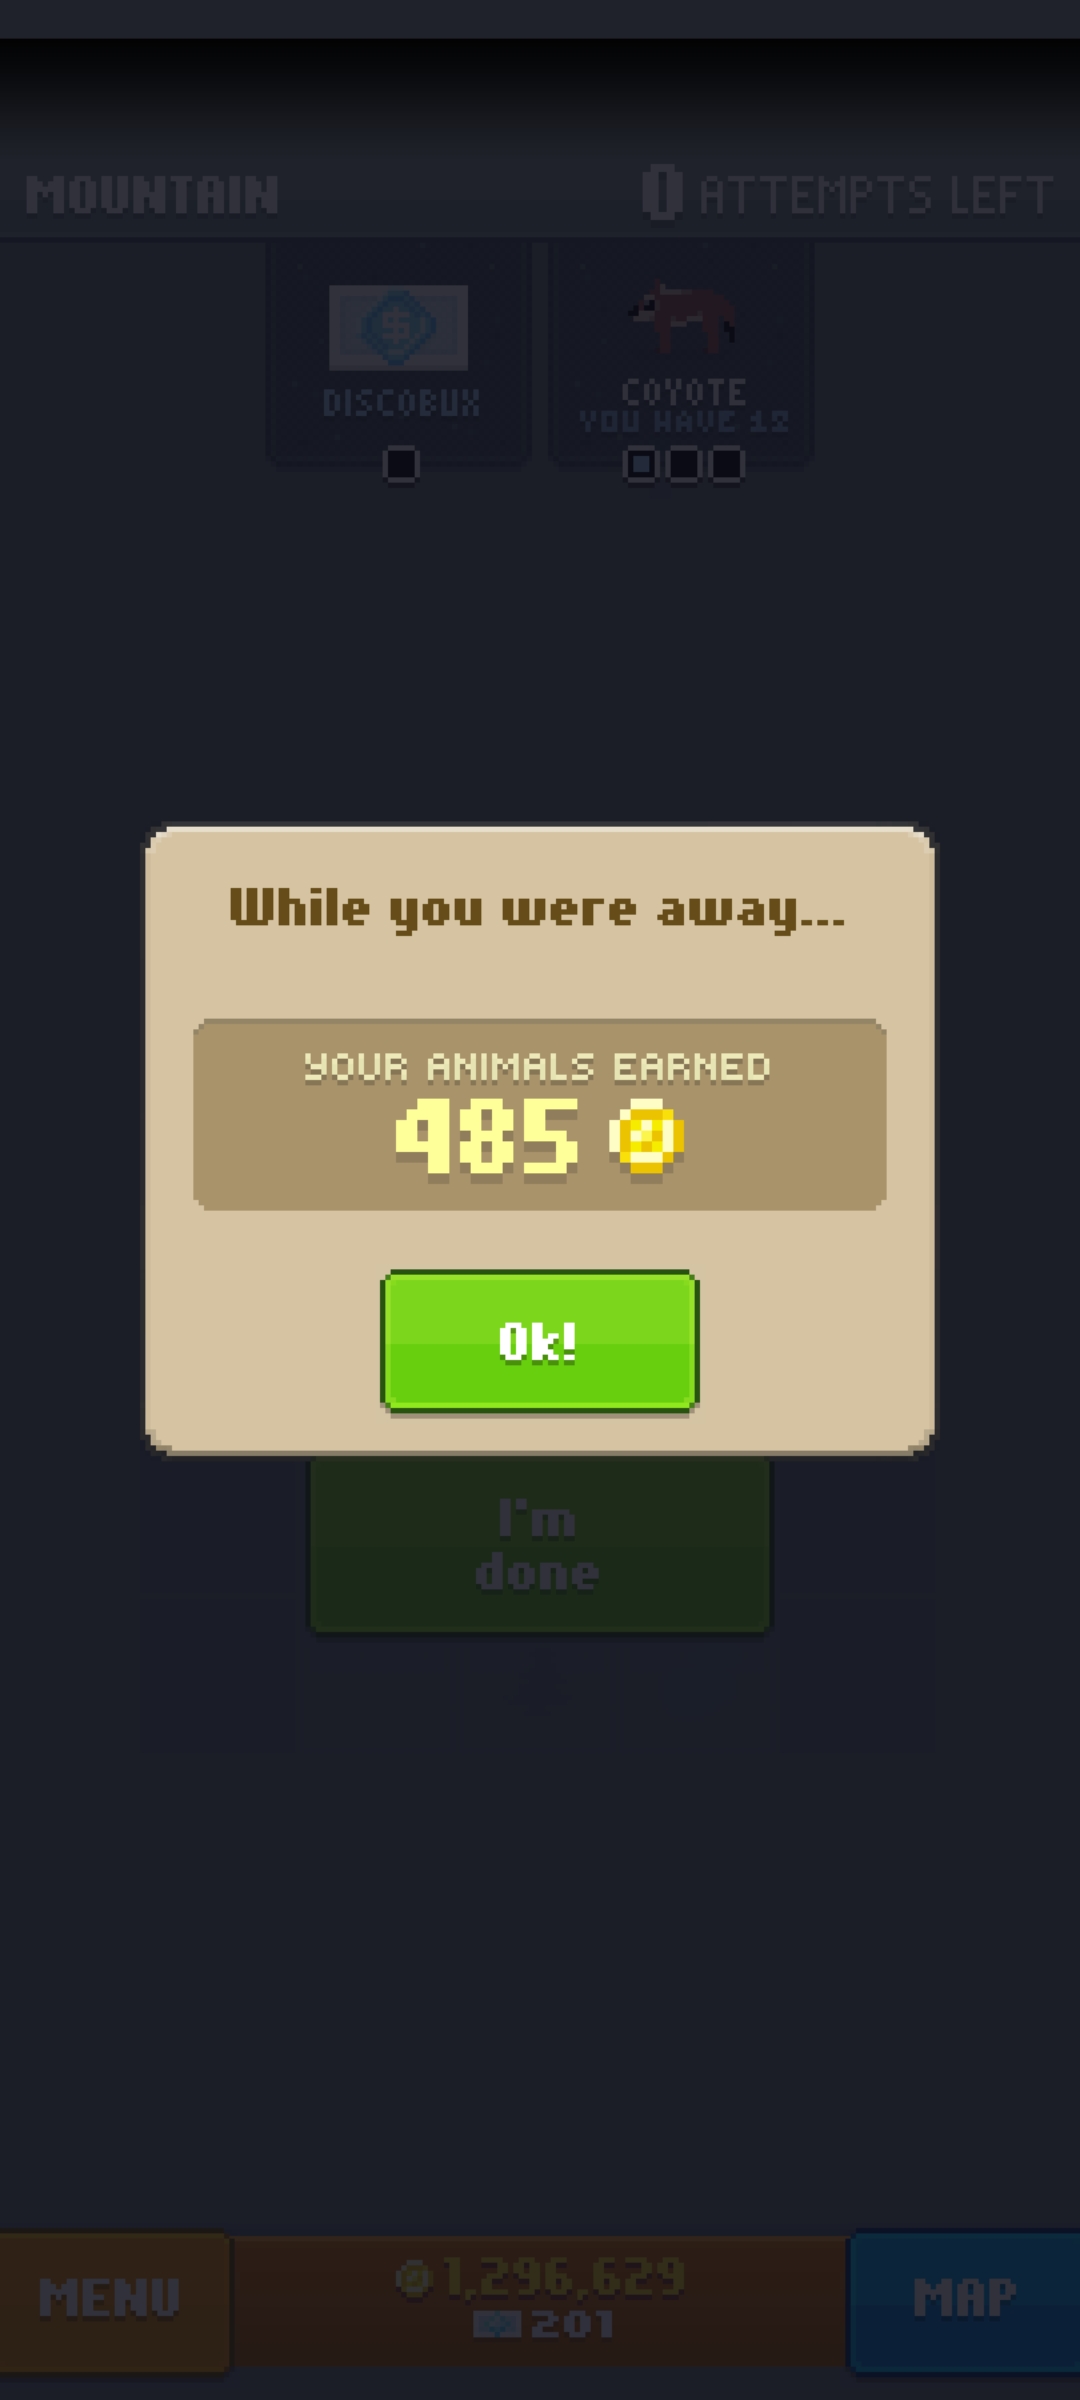 MOUNTAIN
0 ATTEMPTS LEFT
DISCOBUX
COYOTE
YOU HAVE 12
While you were away...
YOUR ANIMALS EARNED
485
Ok!
I'm
done
MENU
1,296,629
201
MAP